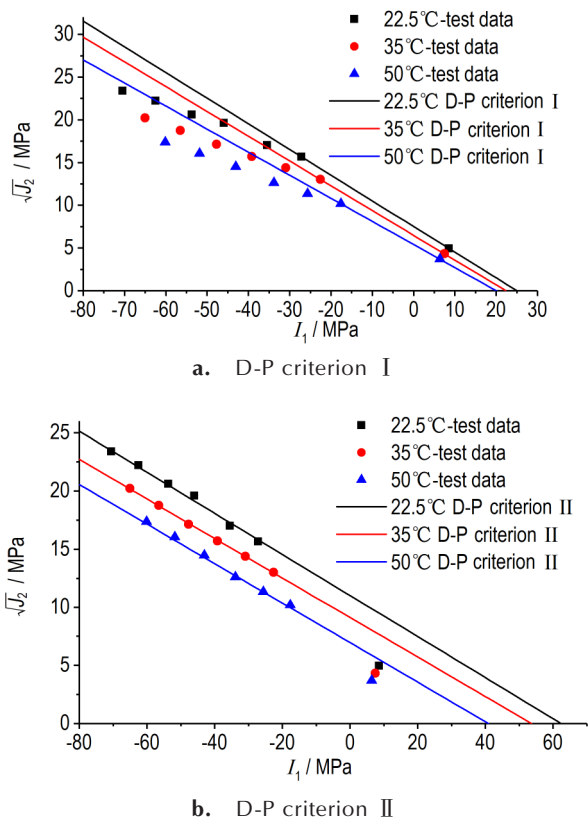 30
25
20
15
10
5
0
√J₂ / MPa
22.5℃-test data
35℃-test data
50℃-test data
22.5℃ D-P criterion Ⅰ
35℃ D-P criterion Ⅰ
50℃ D-P criterion Ⅰ
-80 -70 -60 -50 -40 -30 -20 -10 0 10 20 30
I₁ / MPa
a. D-P criterion Ⅰ
25
20
15
10
5
0
√J₂ / MPa
22.5℃-test data
35℃-test data
50℃-test data
22.5℃ D-P criterion II
35℃ D-P criterion II
50℃ D-P criterion II
-80 -60 -40 -20 0 20 40 60
I₁ / MPa
b. D-P criterion Ⅱ